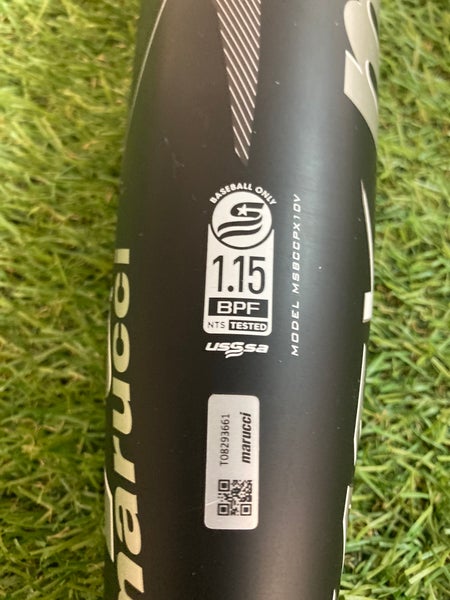 BASEBALL ONLY
S
1.15
BPF
NTS TESTED
usssa
MODEL MSBCCPX10V
T08293661
marucci
marucci